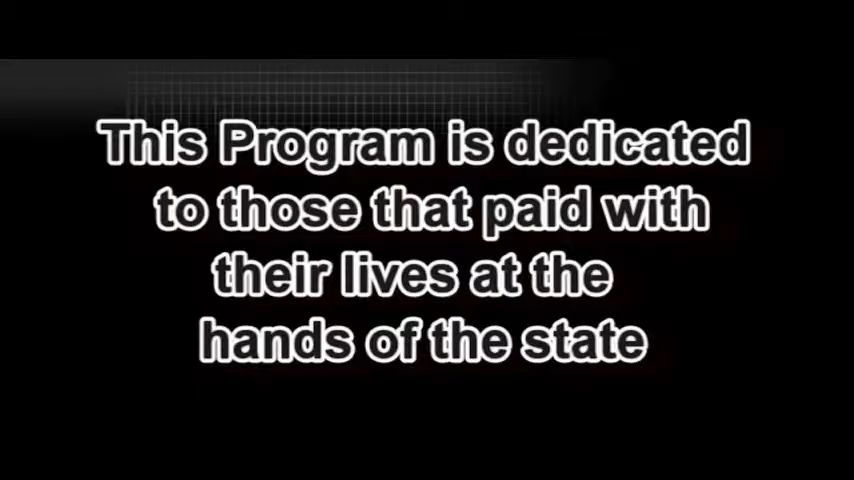 This Program is dedicated
to those that paid with
their lives at the
hands of the state